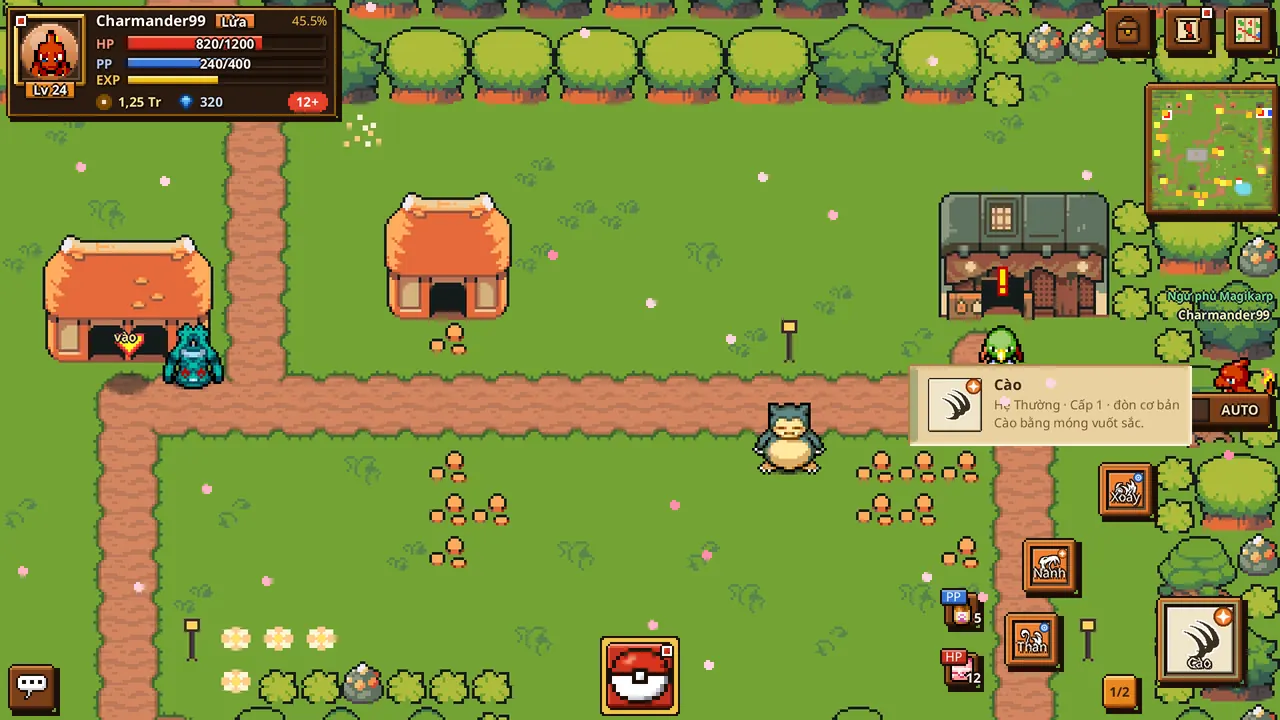 Charmander99 Lửa 45.5%
HP 820/1200
PP 240/400
EXP
Lv 24
1,25 Tr 320 12+
vào
!
Ngư phủ Magikarp
Charmander99
Cào
Hệ Thường · Cấp 1 · đòn cơ bản
Cào bằng móng vuốt sắc.
AUTO
Xoáy
Nanh
PP
5
Than
HP
12
Cào
1/2